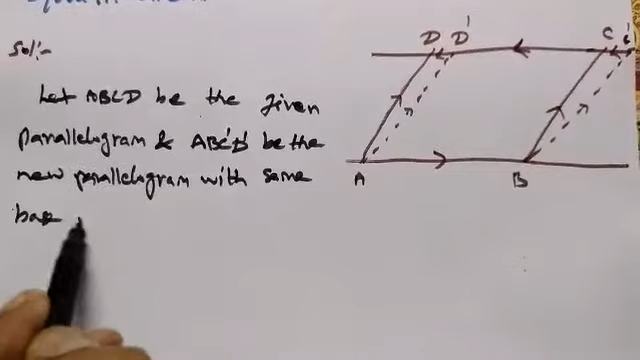 Sol:-
D D' C C'
Let ABCD be the given
parallelogram & ABC'D' be the
new parallelogram with same
base
A B